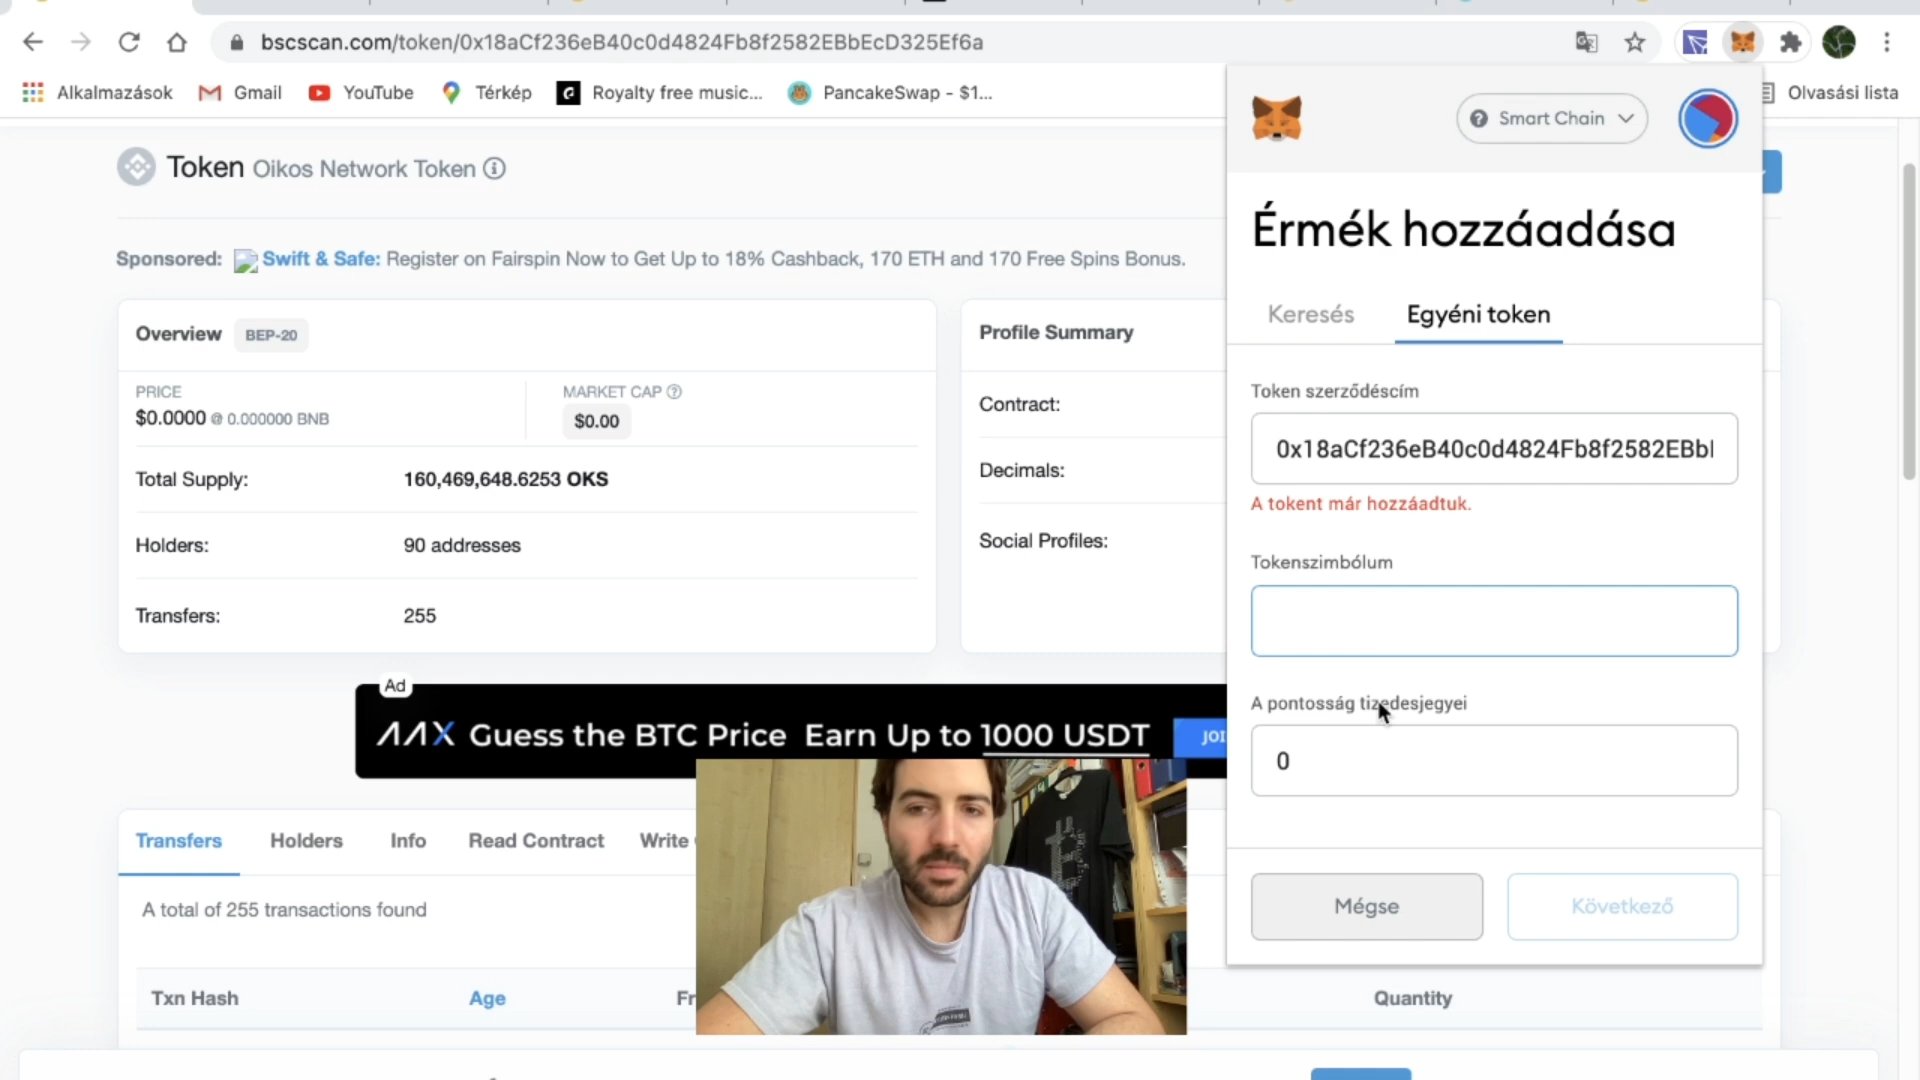 bscscan.com/token/0x18aCf236eB40c0d4824Fb8f2582EBbEcD325Ef6a
Alkalmazások
Gmail
YouTube
Térkép
Royalty free music...
PancakeSwap - $1...
Olvasási lista
Token Oikos Network Token
Sponsored: Swift & Safe: Register on Fairspin Now to Get Up to 18% Cashback, 170 ETH and 170 Free Spins Bonus.
Overview BEP-20
PRICE
$0.0000 @ 0.000000 BNB
MARKET CAP
$0.00
Total Supply: 160,469,648.6253 OKS
Holders: 90 addresses
Transfers: 255
Profile Summary
Contract:
Decimals:
Social Profiles:
Ad
AAX Guess the BTC Price Earn Up to 1000 USDT
Transfers Holders Info Read Contract Write
A total of 255 transactions found
Txn Hash Age Fr Quantity
Smart Chain
Érmék hozzáadása
Keresés Egyéni token
Token szerződéscím
0x18aCf236eB40c0d4824Fb8f2582EBb
A tokent már hozzáadtuk.
Tokenszimbólum
A pontosság tizedesjegyei
0
Mégse Következő